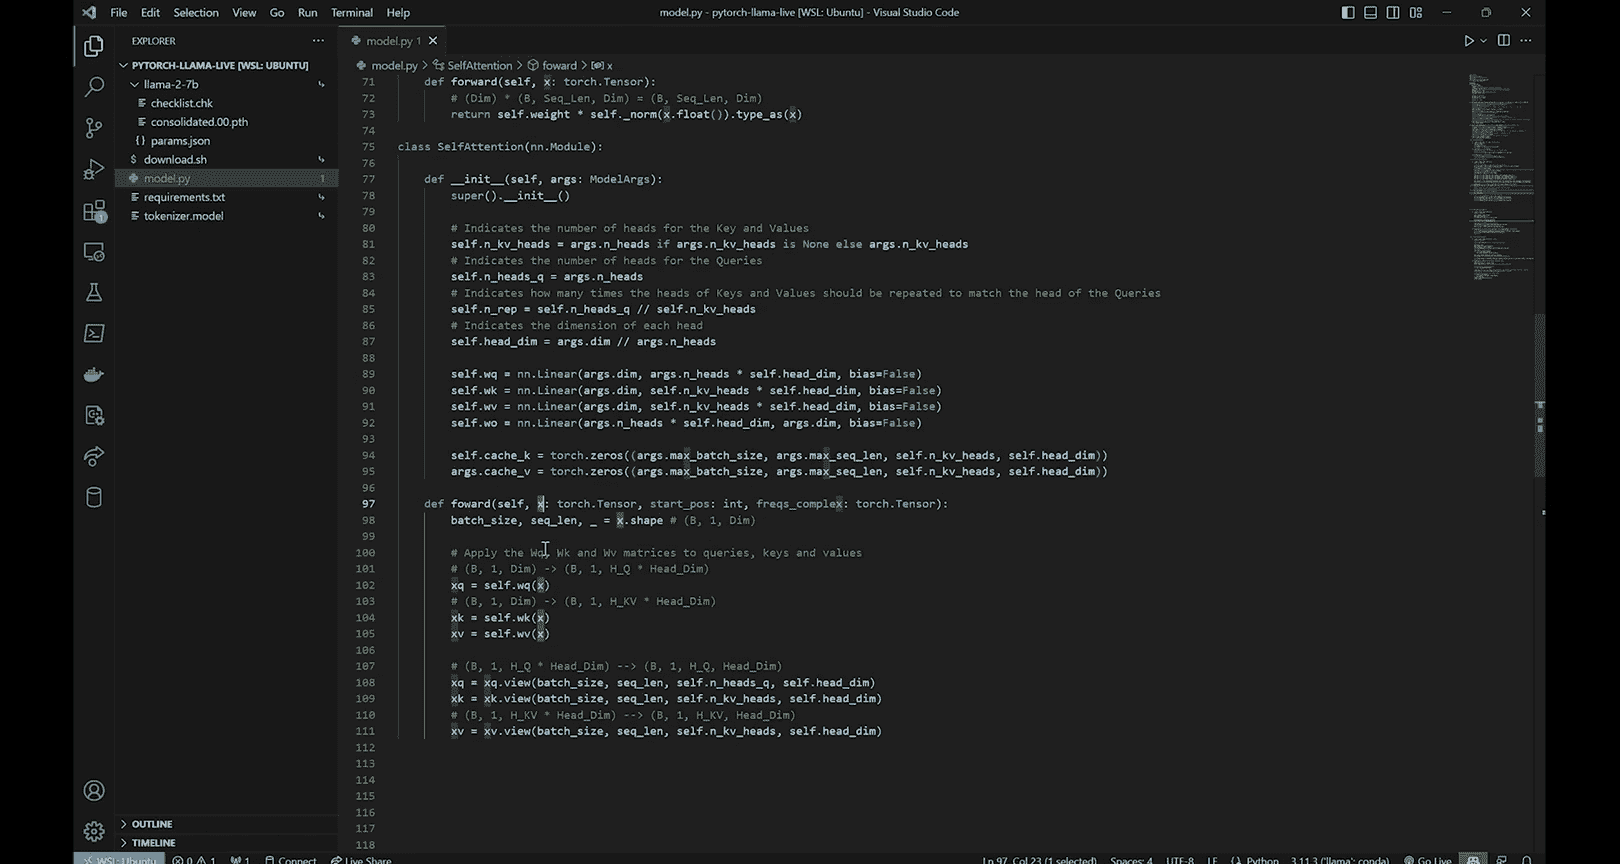 File Edit Selection View Go Run Terminal Help
model.py - pytorch-llama-live [WSL: Ubuntu] - Visual Studio Code
EXPLORER
PYTORCH-LLAMA-LIVE [WSL: UBUNTU]
llama-2-7b
checklist.chk
consolidated.00.pth
{} params.json
$ download.sh
model.py 1
requirements.txt
tokenizer.model
OUTLINE
TIMELINE
1
model.py 1
model.py > SelfAttention > foward > x
71 def forward(self, x: torch.Tensor):
72 # (Dim) * (B, Seq_Len, Dim) = (B, Seq_Len, Dim)
73 return self.weight * self._norm(x.float()).type_as(x)
74
75 class SelfAttention(nn.Module):
76
77 def __init__(self, args: ModelArgs):
78 super().__init__()
79
80 # Indicates the number of heads for the Key and Values
81 self.n_kv_heads = args.n_heads if args.n_kv_heads is None else args.n_kv_heads
82 # Indicates the number of heads for the Queries
83 self.n_heads_q = args.n_heads
84 # Indicates how many times the heads of Keys and Values should be repeated to match the head of the Queries
85 self.n_rep = self.n_heads_q // self.n_kv_heads
86 # Indicates the dimension of each head
87 self.head_dim = args.dim // args.n_heads
88
89 self.wq = nn.Linear(args.dim, args.n_heads * self.head_dim, bias=False)
90 self.wk = nn.Linear(args.dim, self.n_kv_heads * self.head_dim, bias=False)
91 self.wv = nn.Linear(args.dim, self.n_kv_heads * self.head_dim, bias=False)
92 self.wo = nn.Linear(args.n_heads * self.head_dim, args.dim, bias=False)
93
94 self.cache_k = torch.zeros((args.max_batch_size, args.max_seq_len, self.n_kv_heads, self.head_dim))
95 args.cache_v = torch.zeros((args.max_batch_size, args.max_seq_len, self.n_kv_heads, self.head_dim))
96
97 def foward(self, x: torch.Tensor, start_pos: int, freqs_complex: torch.Tensor):
98 batch_size, seq_len, _ = x.shape # (B, 1, Dim)
99
100 # Apply the Wq, Wk and Wv matrices to queries, keys and values
101 # (B, 1, Dim) -> (B, 1, H_Q * Head_Dim)
102 xq = self.wq(x)
103 # (B, 1, Dim) -> (B, 1, H_KV * Head_Dim)
104 xk = self.wk(x)
105 xv = self.wv(x)
106
107 # (B, 1, H_Q * Head_Dim) --> (B, 1, H_Q, Head_Dim)
108 xq = xq.view(batch_size, seq_len, self.n_heads_q, self.head_dim)
109 xk = xk.view(batch_size, seq_len, self.n_kv_heads, self.head_dim)
110 # (B, 1, H_KV * Head_Dim) --> (B, 1, H_KV, Head_Dim)
111 xv = xv.view(batch_size, seq_len, self.n_kv_heads, self.head_dim)
112
113
114
115
116
117
118
WSL: Ubuntu 0 1 1 Connect Live Share Ln 97, Col 23 (1 selected) Spaces: 4 UTF-8 LF Python 3.11.3 ('llama': conda) Go Live